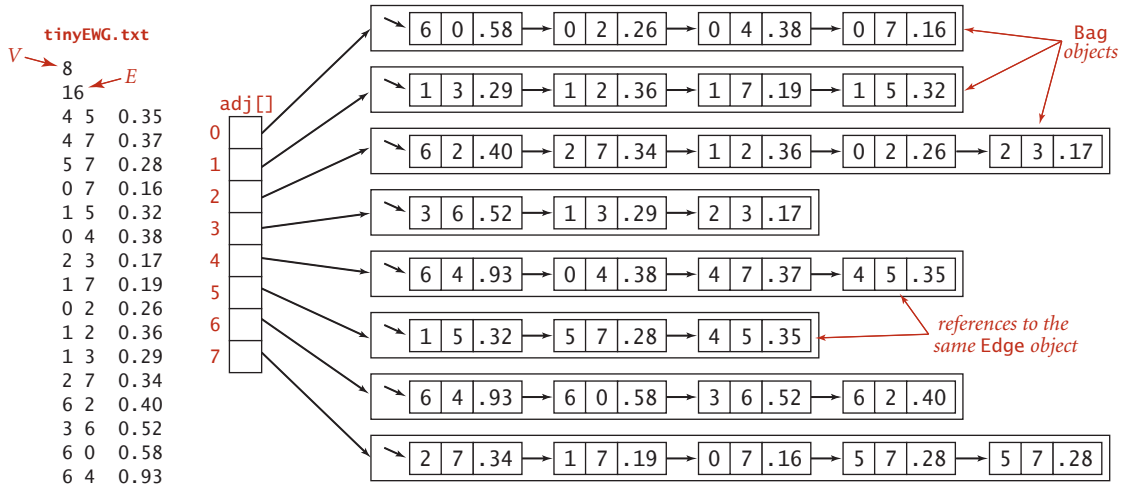 tinyEWG.txt
V
8
E
16
4 5 0.35
4 7 0.37
5 7 0.28
0 7 0.16
1 5 0.32
0 4 0.38
2 3 0.17
1 7 0.19
0 2 0.26
1 2 0.36
1 3 0.29
2 7 0.34
6 2 0.40
3 6 0.52
6 0 0.58
6 4 0.93
adj[]
0
1
2
3
4
5
6
7
6 0 .58 0 2 .26 0 4 .38 0 7 .16
1 3 .29 1 2 .36 1 7 .19 1 5 .32
6 2 .40 2 7 .34 1 2 .36 0 2 .26 2 3 .17
3 6 .52 1 3 .29 2 3 .17
6 4 .93 0 4 .38 4 7 .37 4 5 .35
1 5 .32 5 7 .28 4 5 .35
6 4 .93 6 0 .58 3 6 .52 6 2 .40
2 7 .34 1 7 .19 0 7 .16 5 7 .28 5 7 .28
Bag
objects
references to the
same Edge object